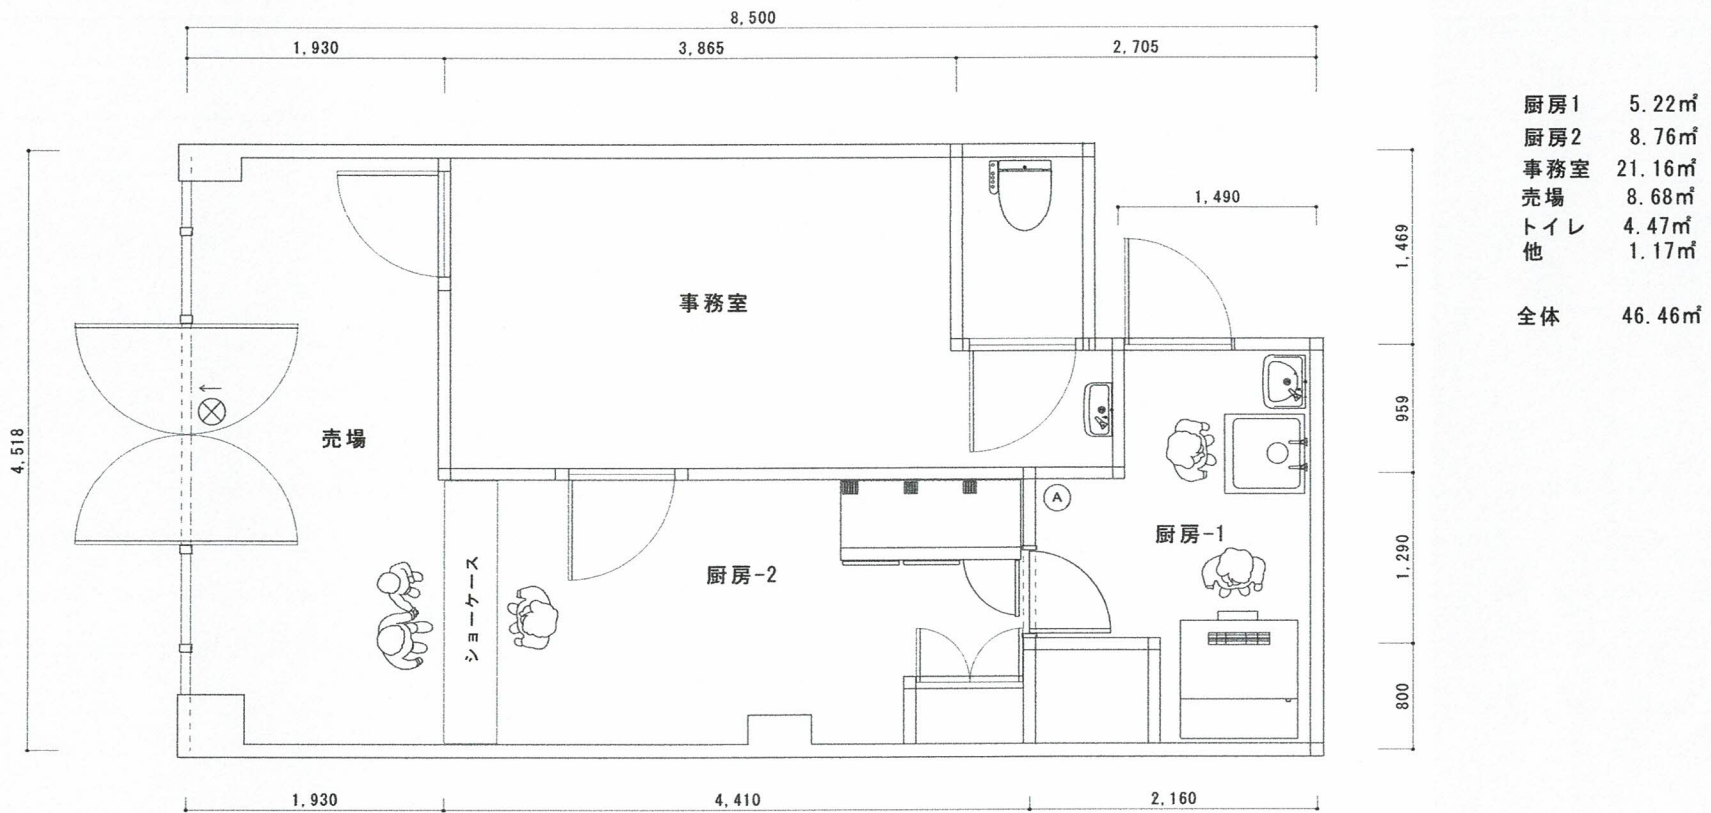 8,500
1,930
3,865
2,705
厨房1 5.22㎡
厨房2 8.76㎡
事務室 21.16㎡
売場 8.68㎡
トイレ 4.47㎡
他 1.17㎡
全体 46.46㎡
1,490
1,469
事務室
959
4,518
売場
A
厨房-1
1,290
厨房-2
ショーケース
800
1,930
4,410
2,160